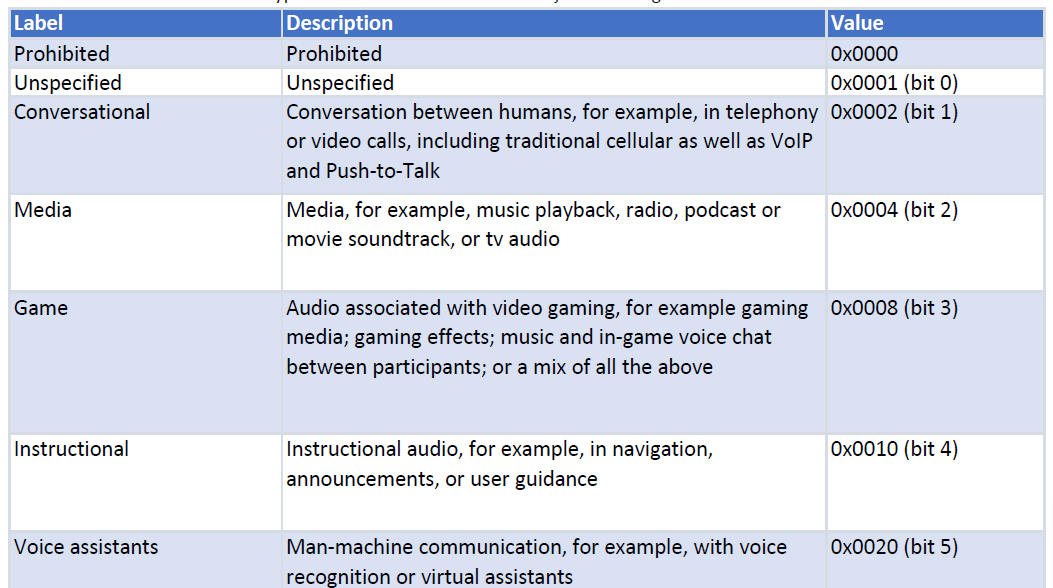 Label Description Value
Prohibited Prohibited 0x0000
Unspecified Unspecified 0x0001 (bit 0)
Conversational Conversation between humans, for example, in telephony 0x0002 (bit 1)
or video calls, including traditional cellular as well as VoIP
and Push-to-Talk
Media Media, for example, music playback, radio, podcast or 0x0004 (bit 2)
movie soundtrack, or tv audio
Game Audio associated with video gaming, for example gaming 0x0008 (bit 3)
media; gaming effects; music and in-game voice chat
between participants; or a mix of all the above
Instructional Instructional audio, for example, in navigation, 0x0010 (bit 4)
announcements, or user guidance
Voice assistants Man-machine communication, for example, with voice 0x0020 (bit 5)
recognition or virtual assistants